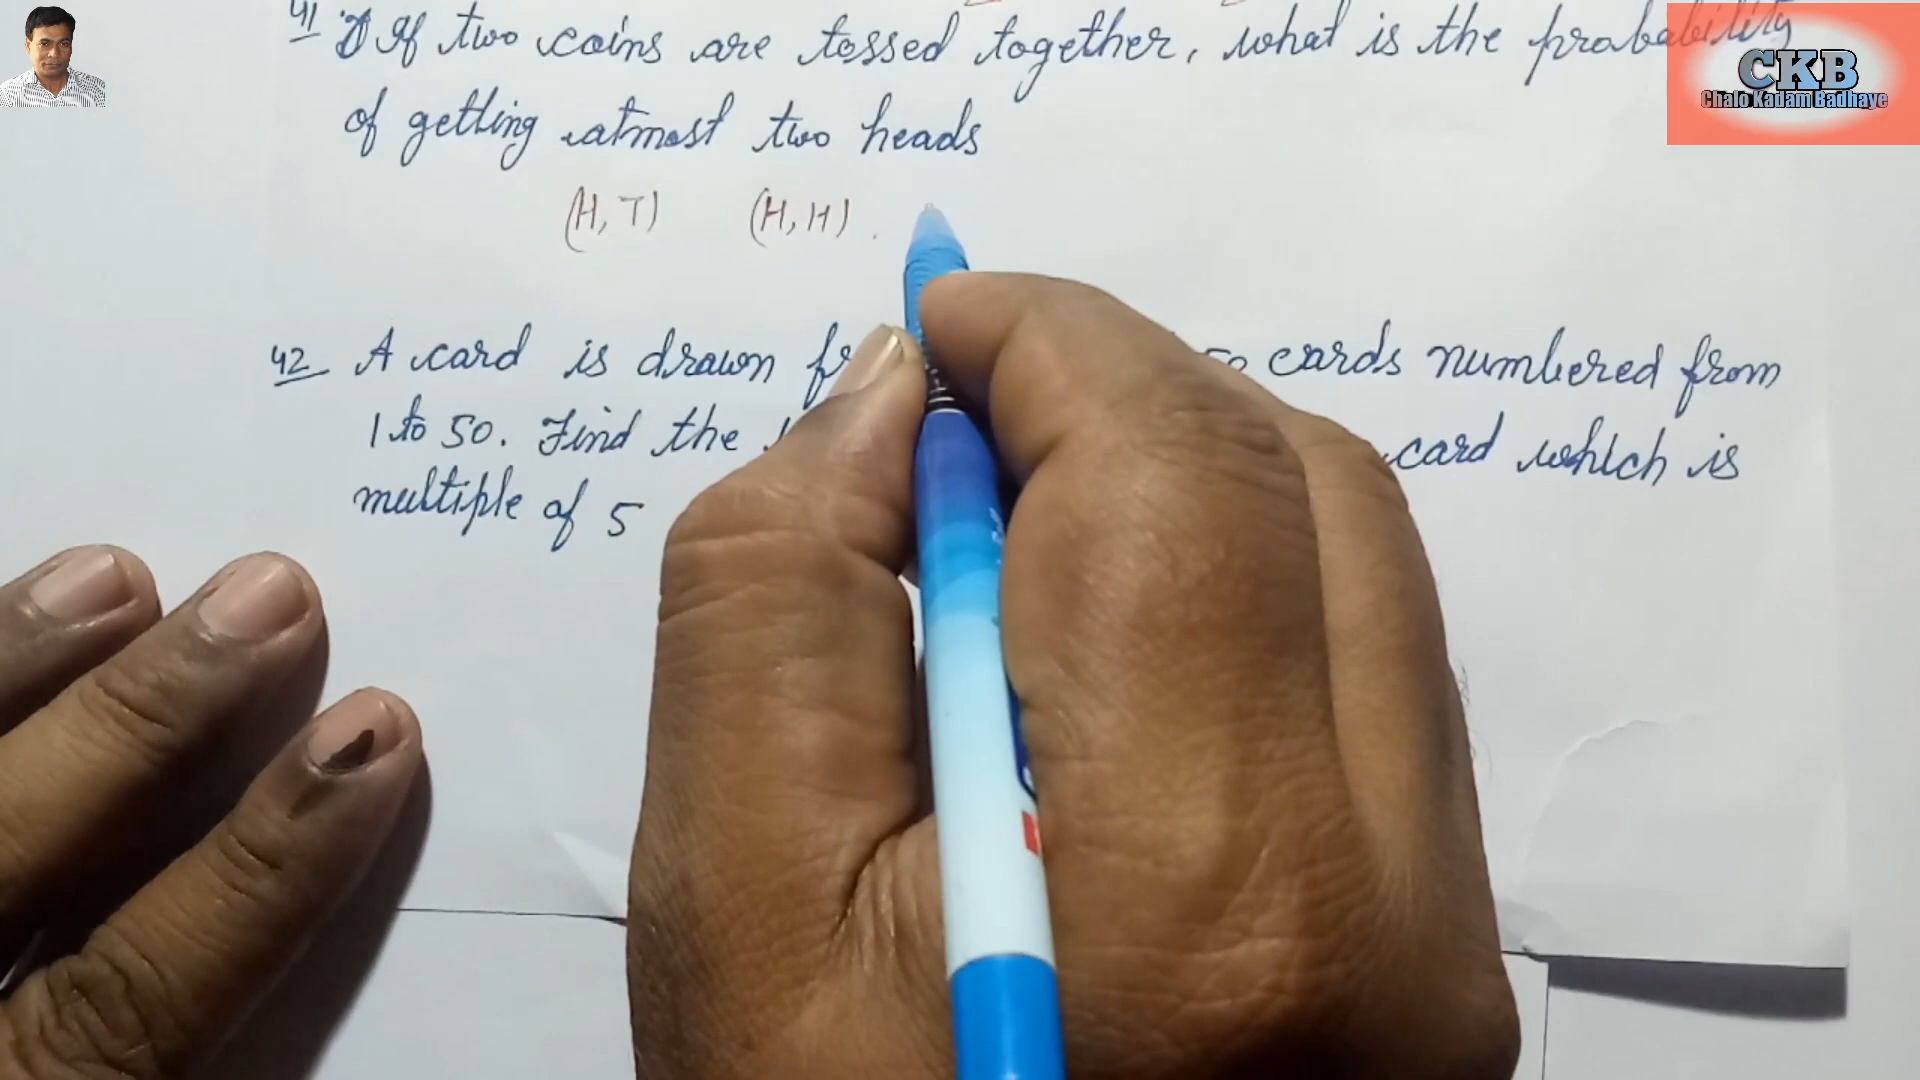 41 If two coins are tossed together, what is the probability
CKB
Chalo Kadam Badhaye
of getting atmost two heads
(H, T) (H, H)
42 A card is drawn 50 cards numbered from
1 to 50. Find the card which is
multiple of 5